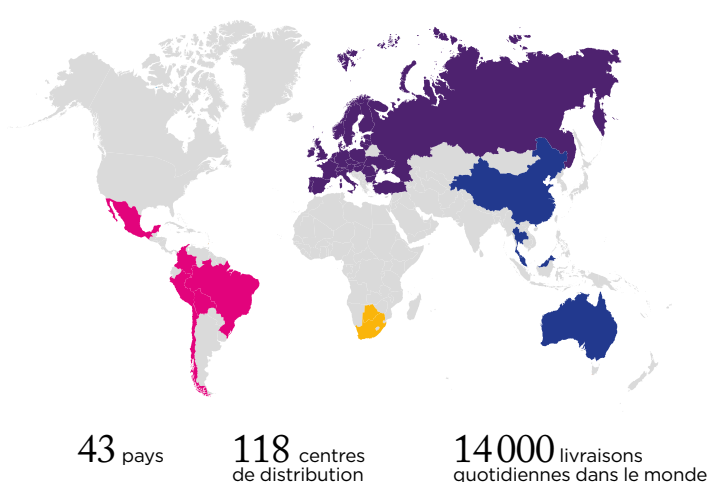 43 pays
118 centres
de distribution
14 000 livraisons
quotidiennes dans le monde